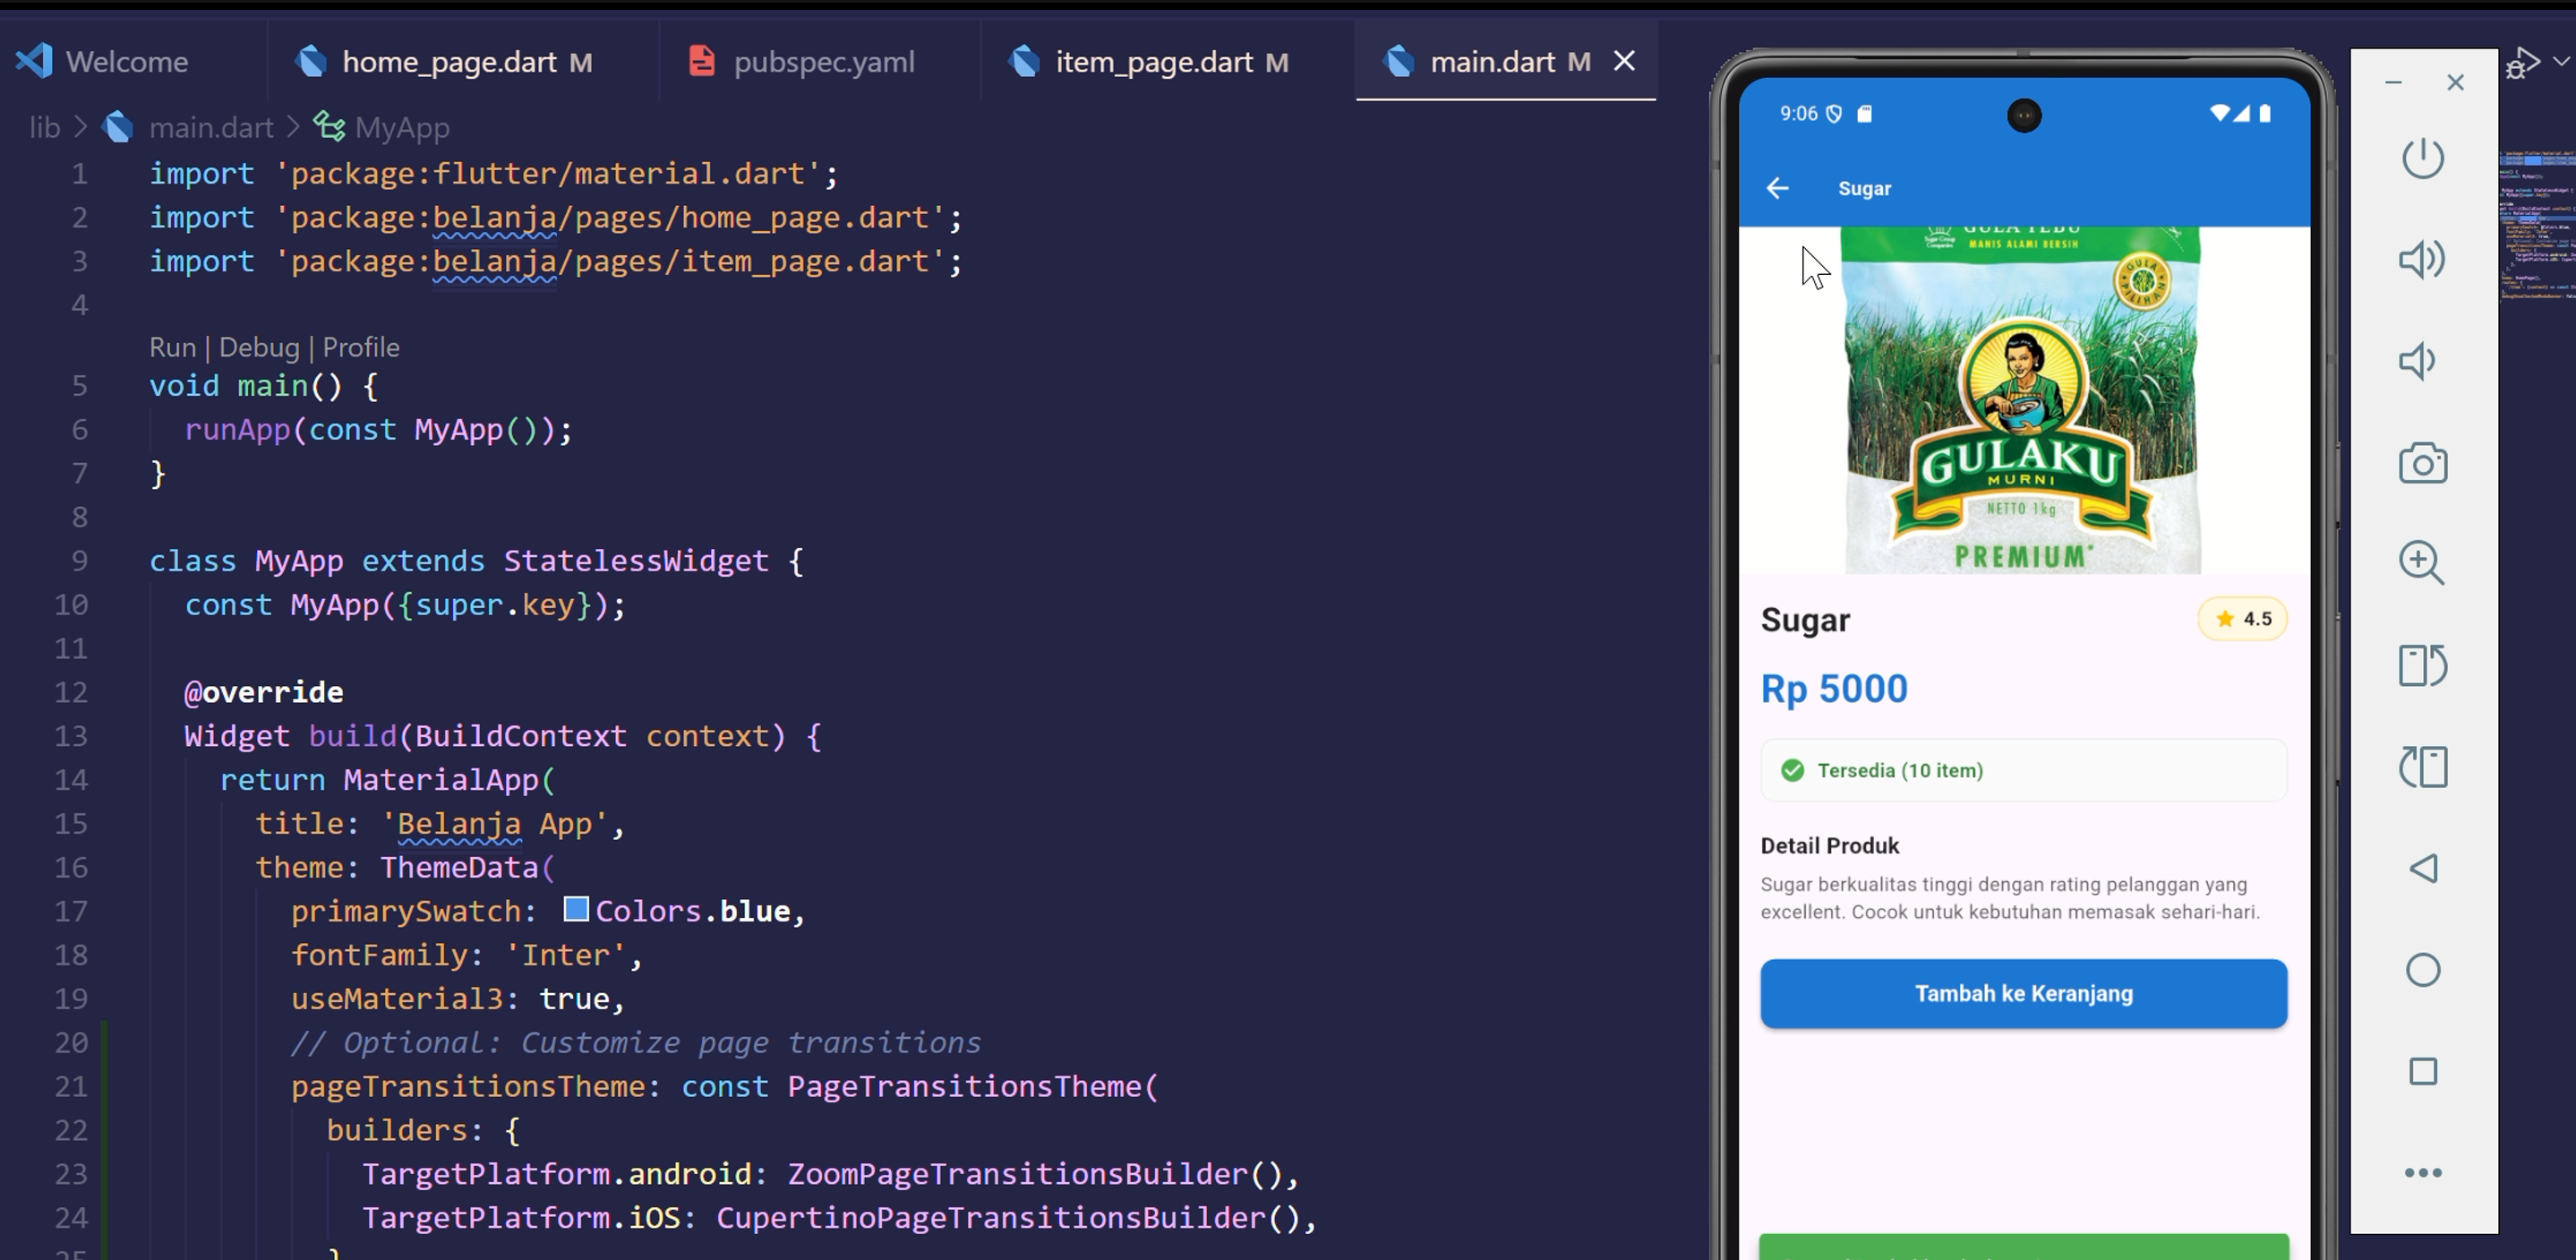 Welcome
home_page.dart M
pubspec.yaml
item_page.dart M
main.dart M
lib > main.dart > MyApp
1 import 'package:flutter/material.dart';
2 import 'package:belanja/pages/home_page.dart';
3 import 'package:belanja/pages/item_page.dart';
4
Run | Debug | Profile
5 void main() {
6 runApp(const MyApp());
7 }
8
9 class MyApp extends StatelessWidget {
10 const MyApp({super.key});
11
12 @override
13 Widget build(BuildContext context) {
14 return MaterialApp(
15 title: 'Belanja App',
16 theme: ThemeData(
17 primarySwatch: Colors.blue,
18 fontFamily: 'Inter',
19 useMaterial3: true,
20 // Optional: Customize page transitions
21 pageTransitionsTheme: const PageTransitionsTheme(
22 builders: {
23 TargetPlatform.android: ZoomPageTransitionsBuilder(),
24 TargetPlatform.iOS: CupertinoPageTransitionsBuilder(),
25 }
9:06
Sugar
GULA TEBU
MANIS ALAMI BERSIH
GULA
PILIHAN
GULAKU
MURNI
NETTO 1kg
PREMIUM
Sugar
4.5
Rp 5000
Tersedia (10 item)
Detail Produk
Sugar berkualitas tinggi dengan rating pelanggan yang
excellent. Cocok untuk kebutuhan memasak sehari-hari.
Tambah ke Keranjang